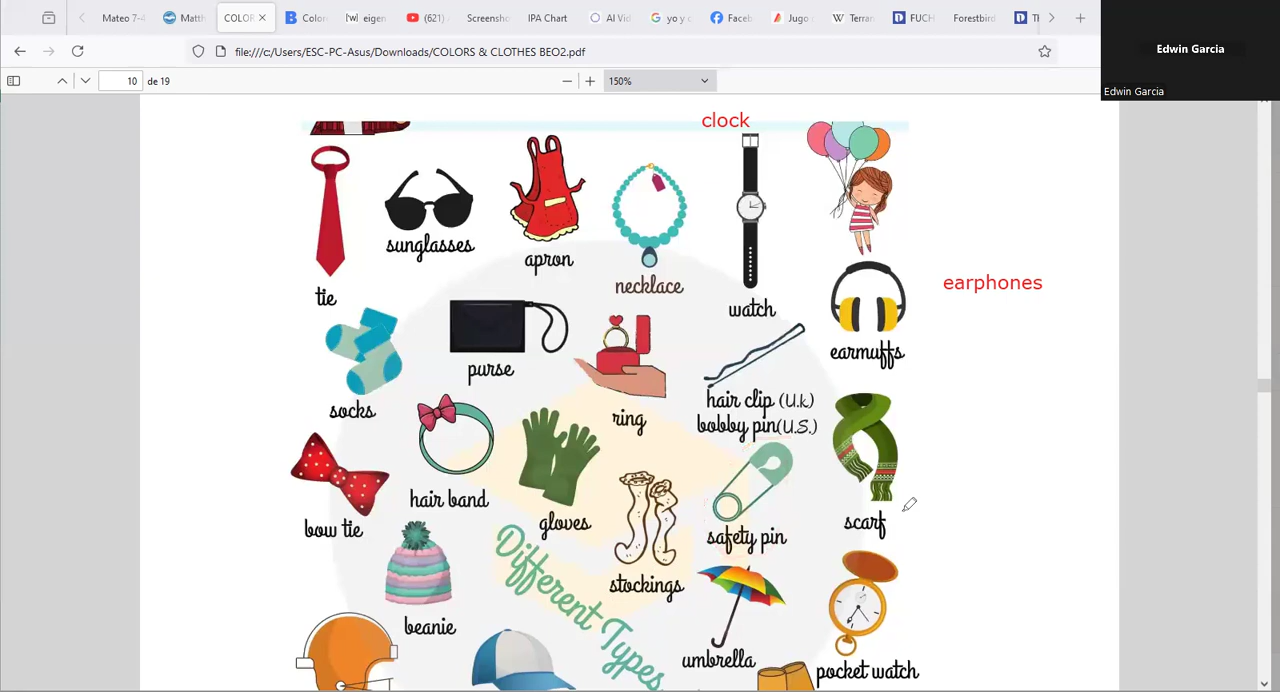 Mateo 7-4
Matth
COLOR
Color
eigen
(621)
Screensho
IPA Chart
AI Vid
yo y c
Faceb
Jugo
Terran
FUCH
Forestbird
Th
file:///c:/Users/ESC-PC-Asus/Downloads/COLORS & CLOTHES BEO2.pdf
10 de 19
150%
Edwin Garcia
Edwin Garcia
clock
tie
sunglasses
apron
necklace
watch
earphones
earmuffs
socks
purse
ring
hair clip (U.k)
bobby pin(U.S.)
bow tie
hair band
gloves
stockings
safety pin
scarf
beanie
umbrella
pocket watch
Different Types